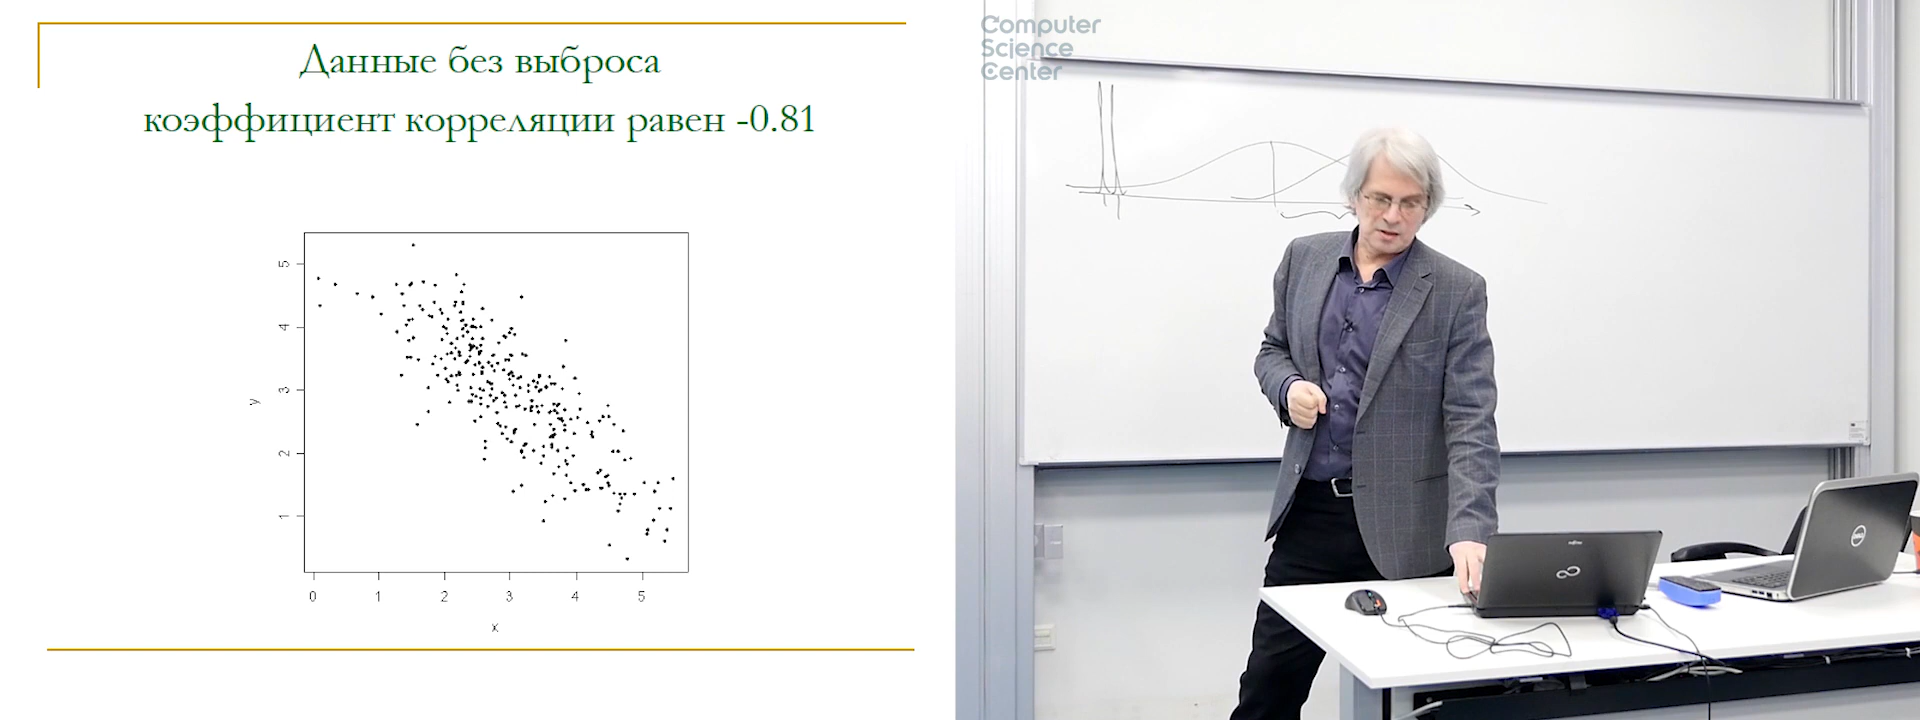 Данные без выброса
коэффициент корреляции равен -0.81
5
4
3
2
1
y
0 1 2 3 4 5
x
Computer
Science
Center
DELL